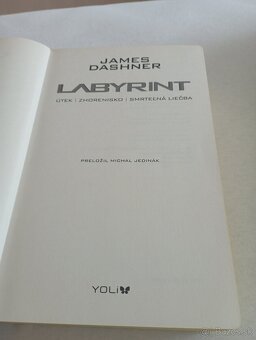 JAMES
DASHNER
LABYRINT
ÚTEK | ZHORENISKO | SMRTEĽNÁ LIEČBA
PRELOŽIL MICHAL JEDINÁK
YOLi